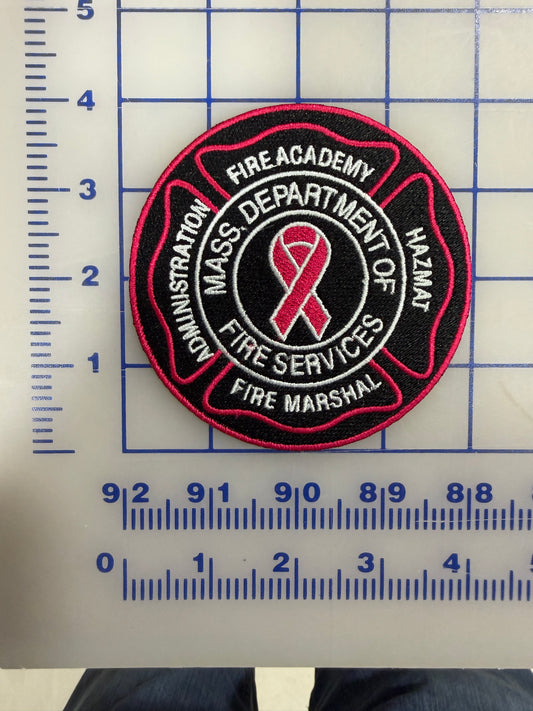 5
4
3
2
1
FIRE ACADEMY
MASS. DEPARTMENT OF
FIRE SERVICES
ADMINISTRATION
HAZMAT
FIRE MARSHAL
92 91 90 89 88
0 1 2 3 4